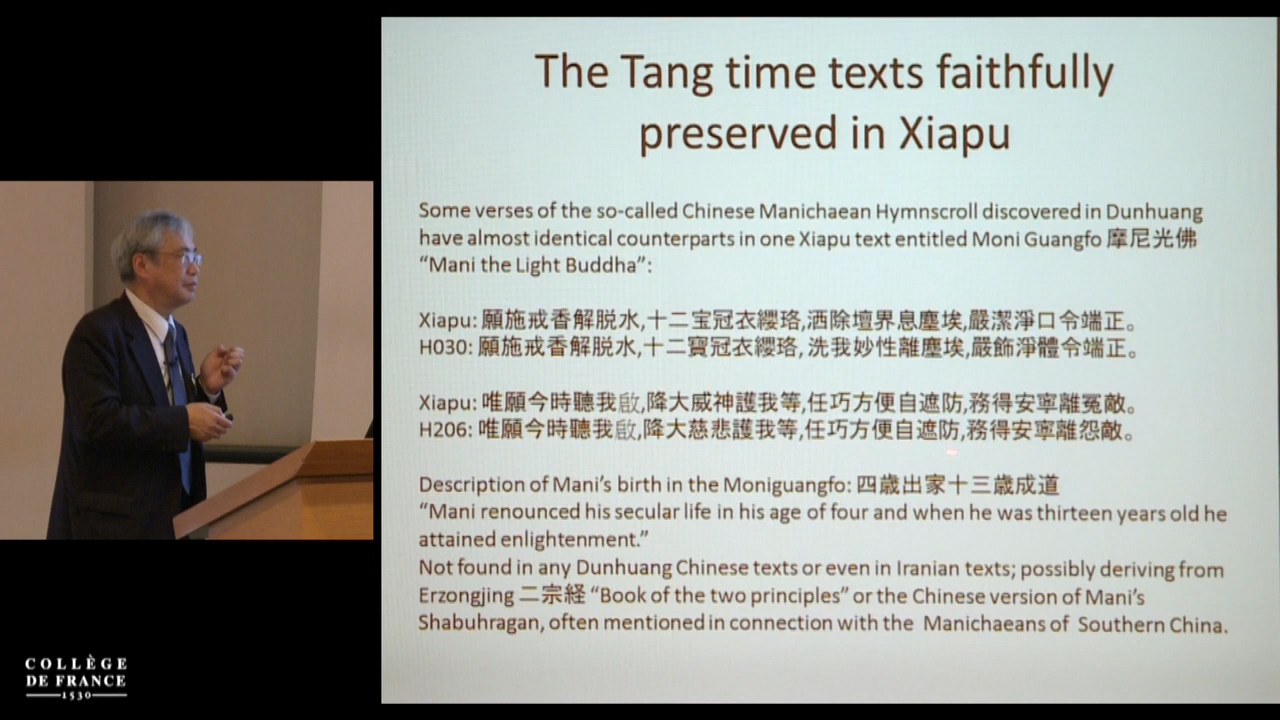 The Tang time texts faithfully
preserved in Xiapu
Some verses of the so-called Chinese Manichaean Hymnscroll discovered in Dunhuang
have almost identical counterparts in one Xiapu text entitled Moni Guangfo 摩尼光佛
“Mani the Light Buddha”:
Xiapu: 願施戒香解脱水,十二宝冠衣纓珞,洒除壇界息塵埃,嚴潔淨口令端正。
H030: 願施戒香解脱水,十二寶冠衣纓珞, 洗我妙性離塵埃,嚴飾淨體令端正。
Xiapu: 唯願今時聽我啟,降大威神護我等,任巧方便自遮防,務得安寧離冤敵。
H206: 唯願今時聽我啟,降大慈悲護我等,任巧方便自遮防,務得安寧離怨敵。
Description of Mani’s birth in the Moniguangfo: 四歳出家十三歳成道
“Mani renounced his secular life in his age of four and when he was thirteen years old he
attained enlightenment.”
Not found in any Dunhuang Chinese texts or even in Iranian texts; possibly deriving from
Erzongjing 二宗経 “Book of the two principles” or the Chinese version of Mani’s
Shabuhragan, often mentioned in connection with the Manichaeans of Southern China.
COLLÈGE
DE FRANCE
1530